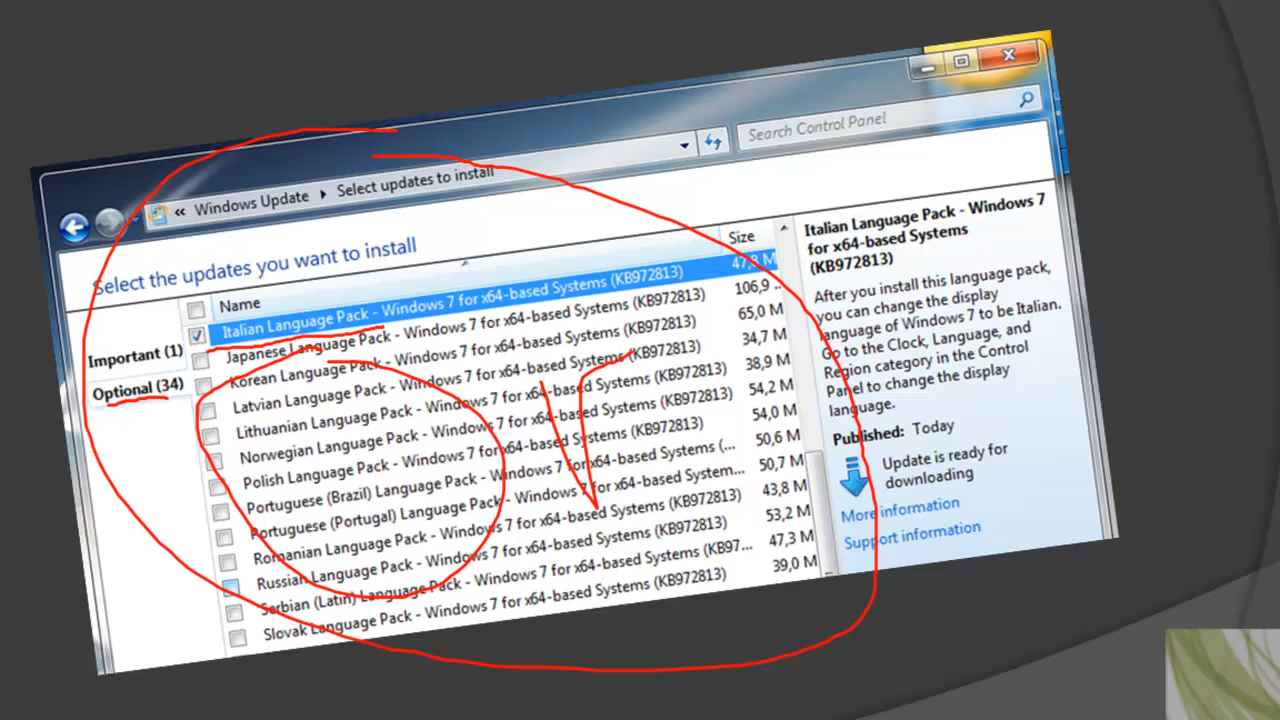 « Windows Update ▸ Select updates to install
Search Control Panel
Select the updates you want to install
Important (1)
Optional (34)
Name Size
Italian Language Pack - Windows 7 for x64-based Systems (KB972813) 47,8 M
Japanese Language Pack - Windows 7 for x64-based Systems (KB972813) 106,9 ..
Korean Language Pack - Windows 7 for x64-based Systems (KB972813) 65,0 M
Latvian Language Pack - Windows 7 for x64-based Systems (KB972813) 34,7 M
Lithuanian Language Pack - Windows 7 for x64-based Systems (KB972813) 38,9 M
Norwegian Language Pack - Windows 7 for x64-based Systems (KB972813) 54,2 M
Polish Language Pack - Windows 7 for x64-based Systems (KB972813) 54,0 M
Portuguese (Brazil) Language Pack - Windows 7 for x64-based Systems (... 50,6 M
Portuguese (Portugal) Language Pack - Windows 7 for x64-based System... 50,7 M
Romanian Language Pack - Windows 7 for x64-based Systems (KB972813) 43,8 M
Russian Language Pack - Windows 7 for x64-based Systems (KB972813) 53,2 M
Serbian (Latin) Language Pack - Windows 7 for x64-based Systems (KB97... 47,3 M
Slovak Language Pack - Windows 7 for x64-based Systems (KB972813) 39,0 M
Italian Language Pack - Windows 7
for x64-based Systems
(KB972813)
After you install this language pack,
you can change the display
language of Windows 7 to be Italian.
Go to the Clock, Language, and
Region category in the Control
Panel to change the display
language.
Published: Today
Update is ready for
downloading
More information
Support information